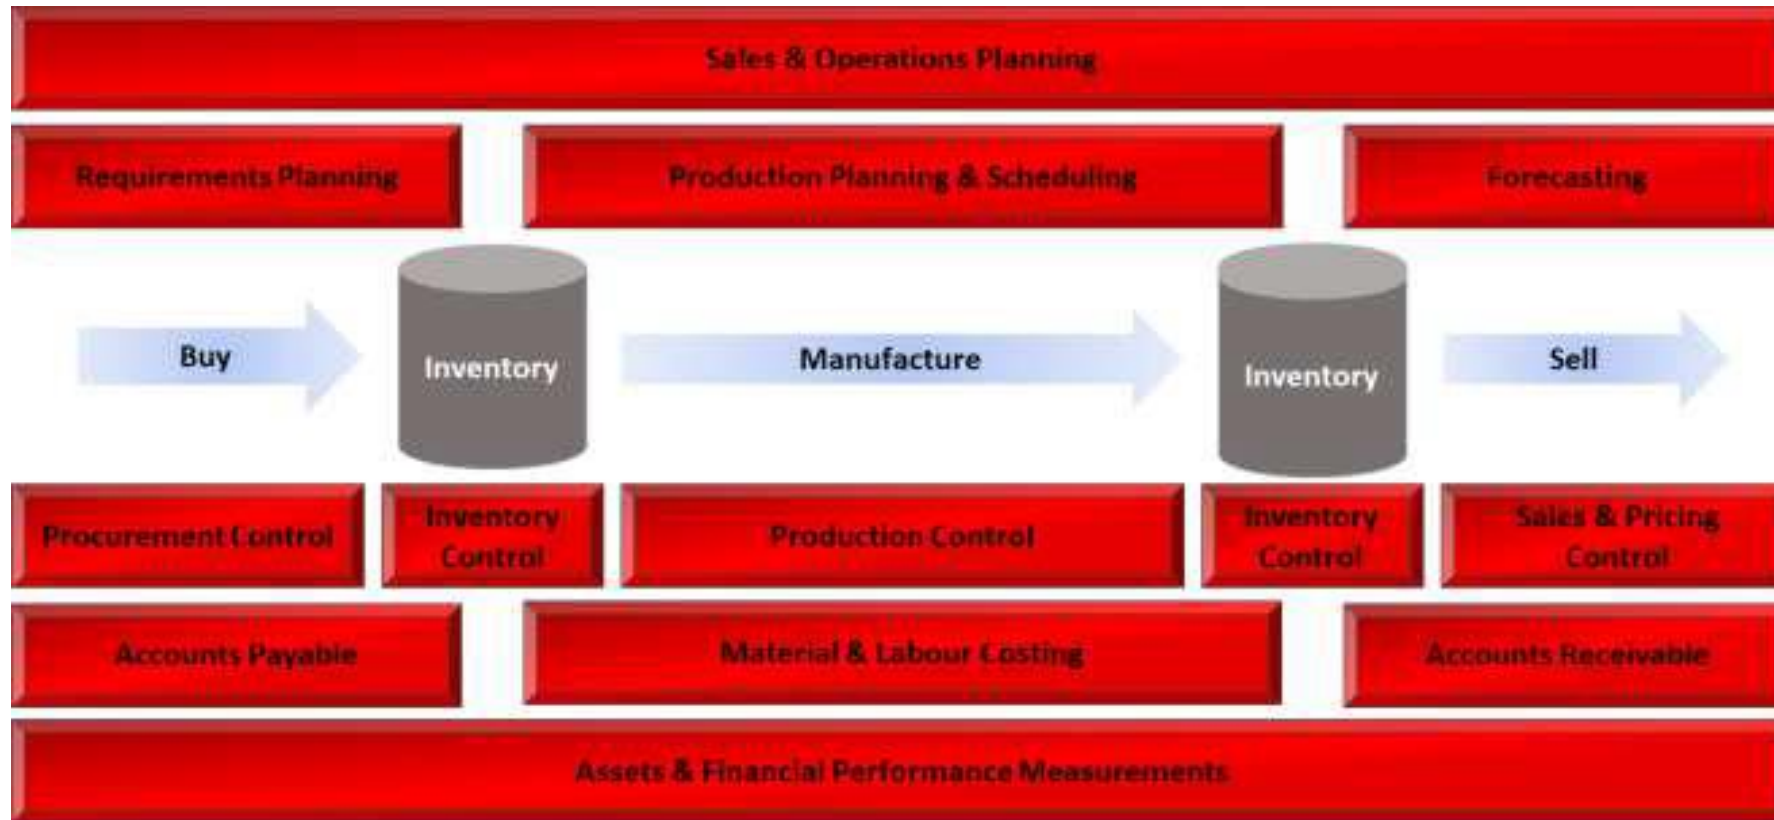 Sales & Operations Planning
Requirements Planning
Production Planning & Scheduling
Forecasting
Buy
Inventory
Manufacture
Inventory
Sell
Procurement Control
Inventory
Control
Production Control
Inventory
Control
Sales & Pricing
Control
Accounts Payable
Material & Labour Costing
Accounts Receivable
Assets & Financial Performance Measurements